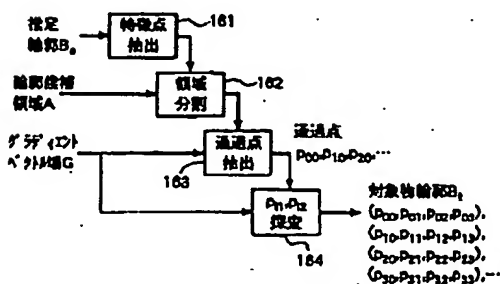 推定
輪郭Be
特徴点
抽出
161
輪郭候補
領域A
領域
分割
162
グラディエント
ベクトル場G
通過点
抽出
163
通過点
p00,p10,p20,…
p11,p12
推定
164
対象物輪郭Bt
(p00,p01,p02,p03),
(p10,p11,p12,p13),
(p20,p21,p22,p23),
(p30,p31,p32,p33),…